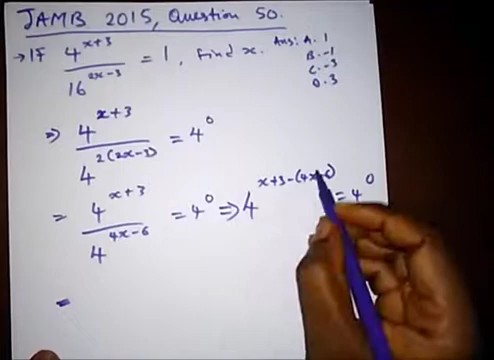 JAMB 2015, Question 50.
→ If 4^{x+3} / 16^{2x-3} = 1, find x. Ans: A. 1
B. -1
C. -3
D. 3
⇒ 4^{x+3} / 4^{2(2x-3)} = 4^0
= 4^{x+3} / 4^{4x-6} = 4^0 ⇒ 4^{x+3-(4x-6)} = 4^0
=